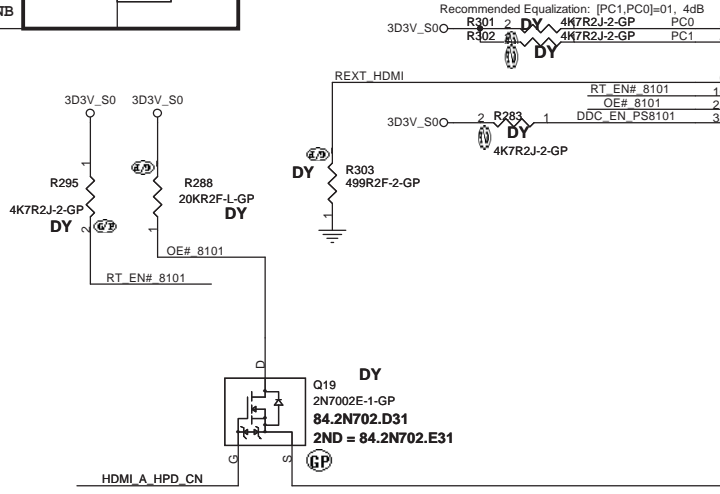 NB
Recommended Equalization: [PC1,PC0]=01, 4dB
3D3V_S0
R301
2
DY
4K7R2J-2-GP
PC0
R302
DY
4K7R2J-2-GP
PC1
REXT_HDMI
RT_EN#_8101
1
OE#_8101
2
3D3V_S0
2
R283
1
DDC_EN_PS8101
3
DY
4K7R2J-2-GP
3D3V_S0
3D3V_S0
1
R295
4K7R2J-2-GP
DY
2
R288
20KR2F-L-GP
DY
1
DY
R303
499R2F-2-GP
1
OE#_8101
RT_EN#_8101
D
DY
Q19
2N7002E-1-GP
84.2N702.D31
2ND = 84.2N702.E31
G
S
GP
HDMI_A_HPD_CN